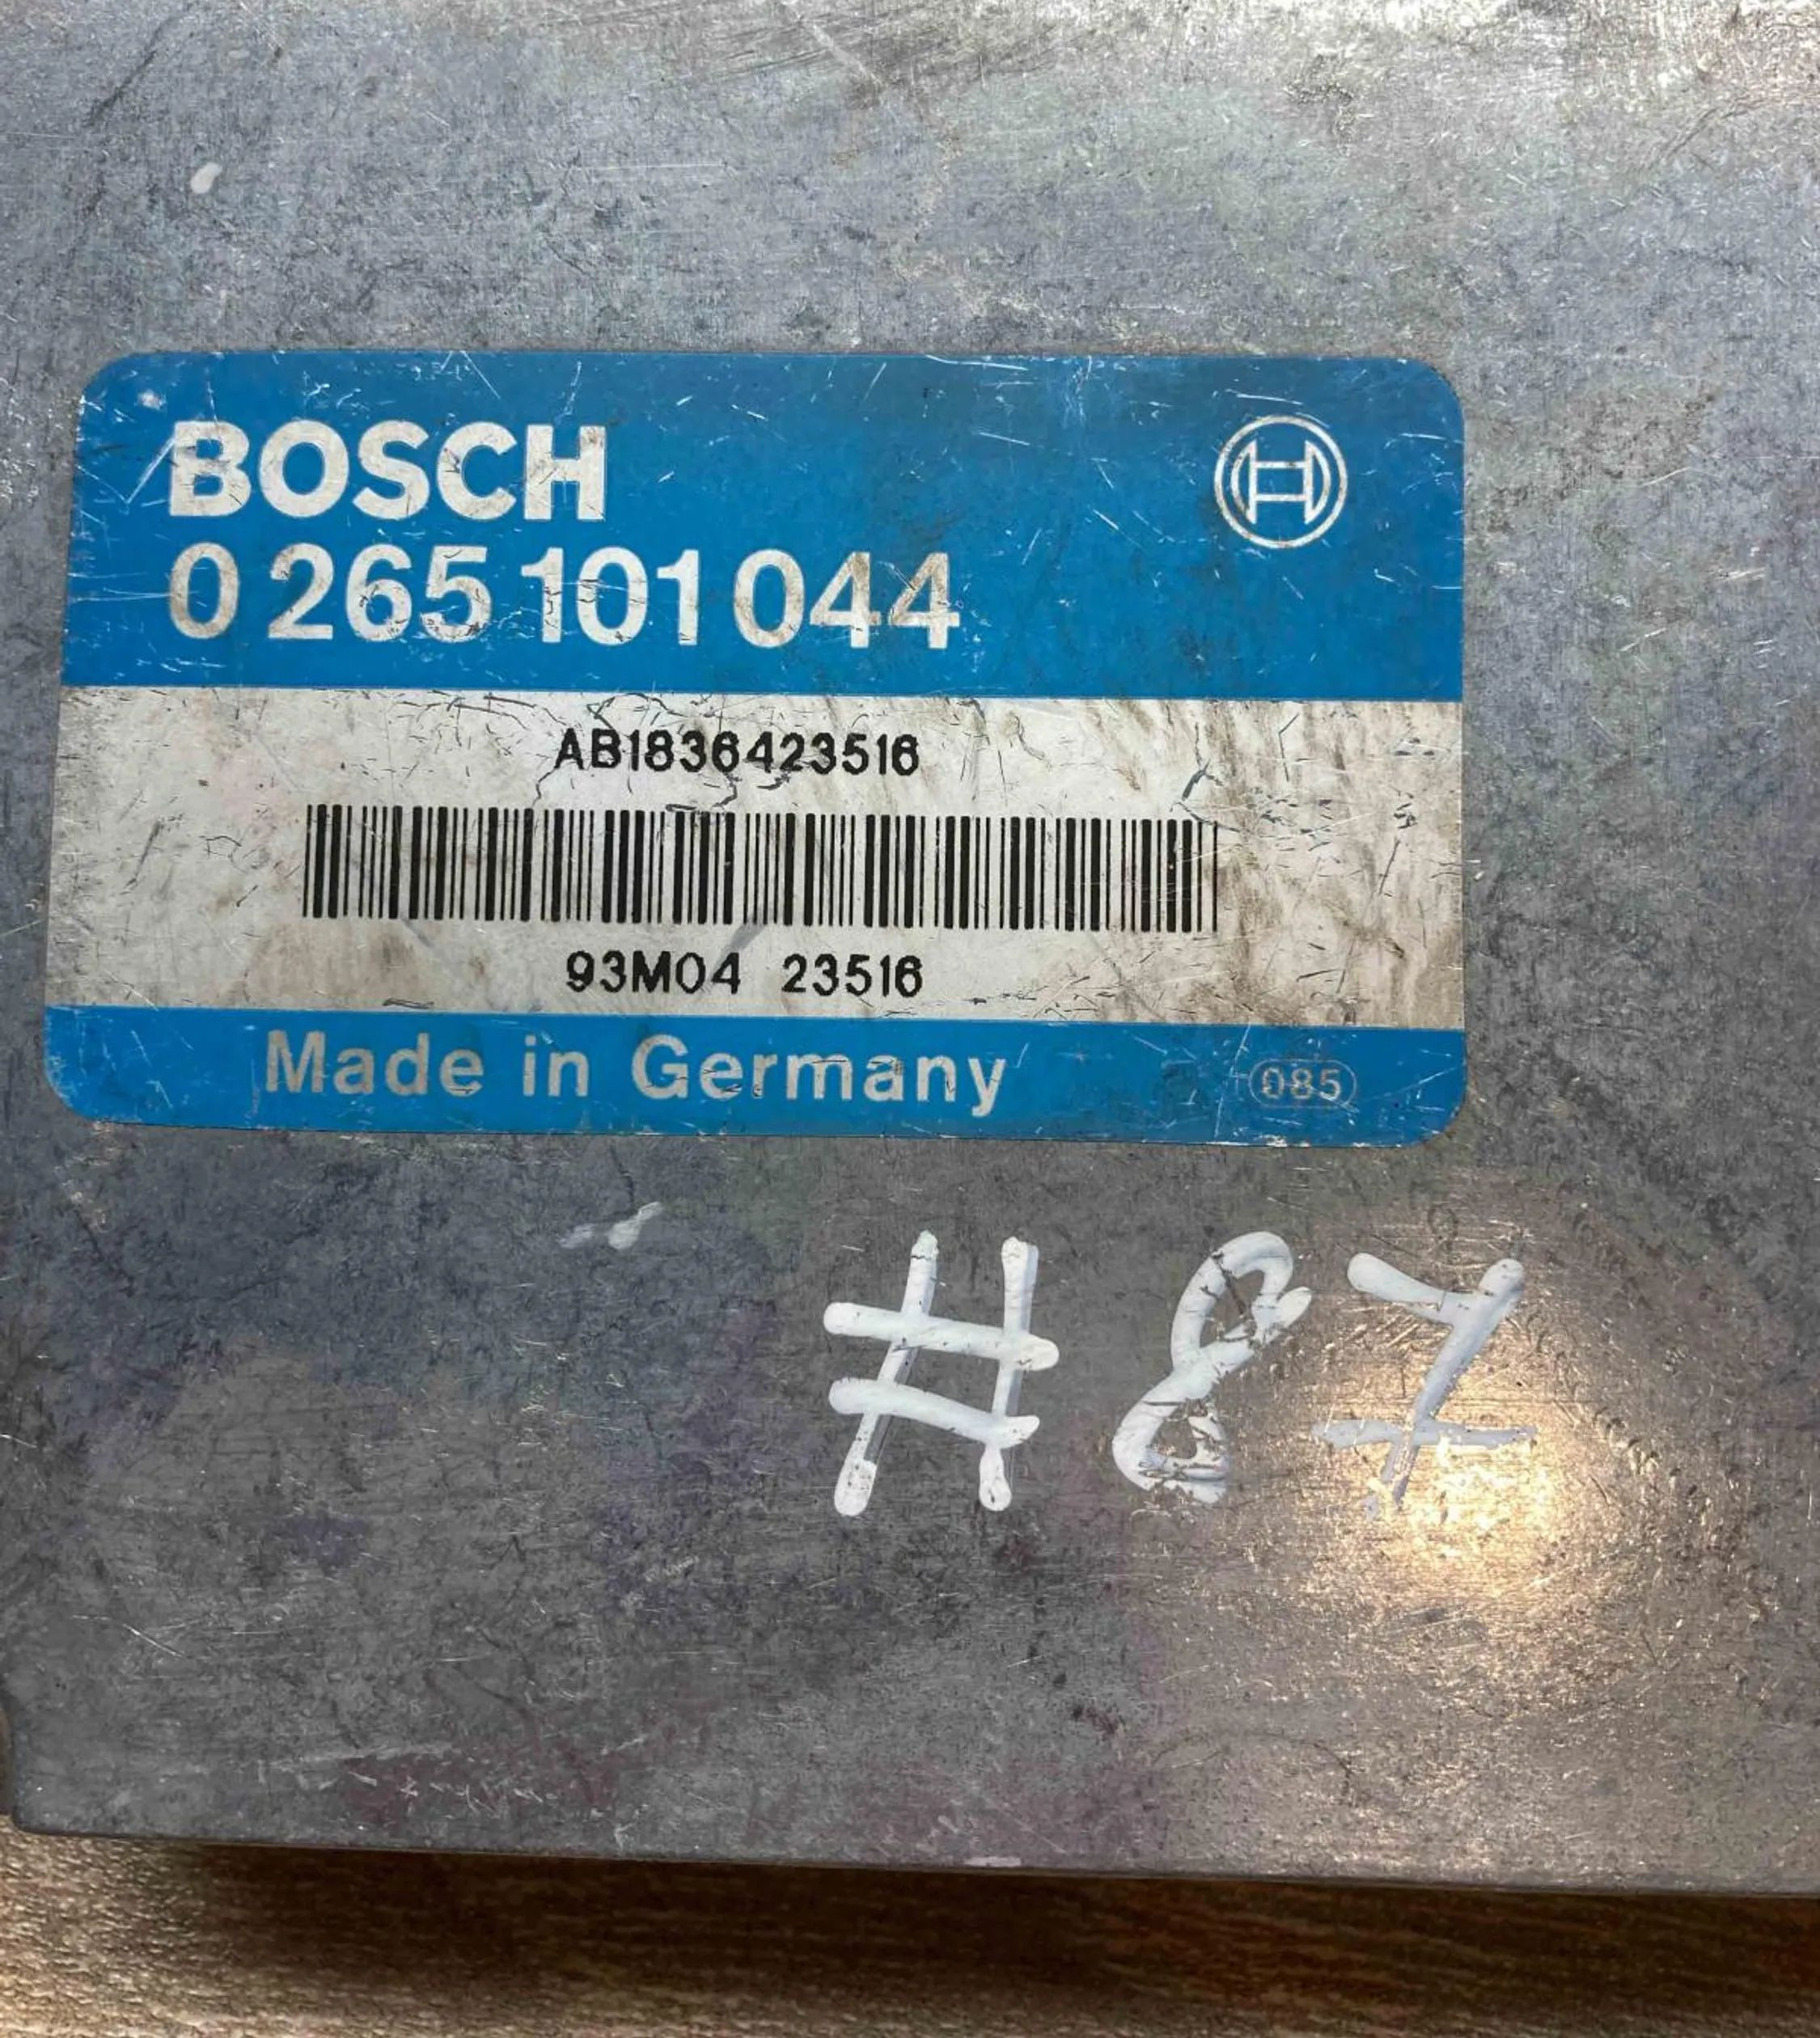 BOSCH
0 265 101 044
AB1836423516
93M04 23516
Made in Germany 085
#87